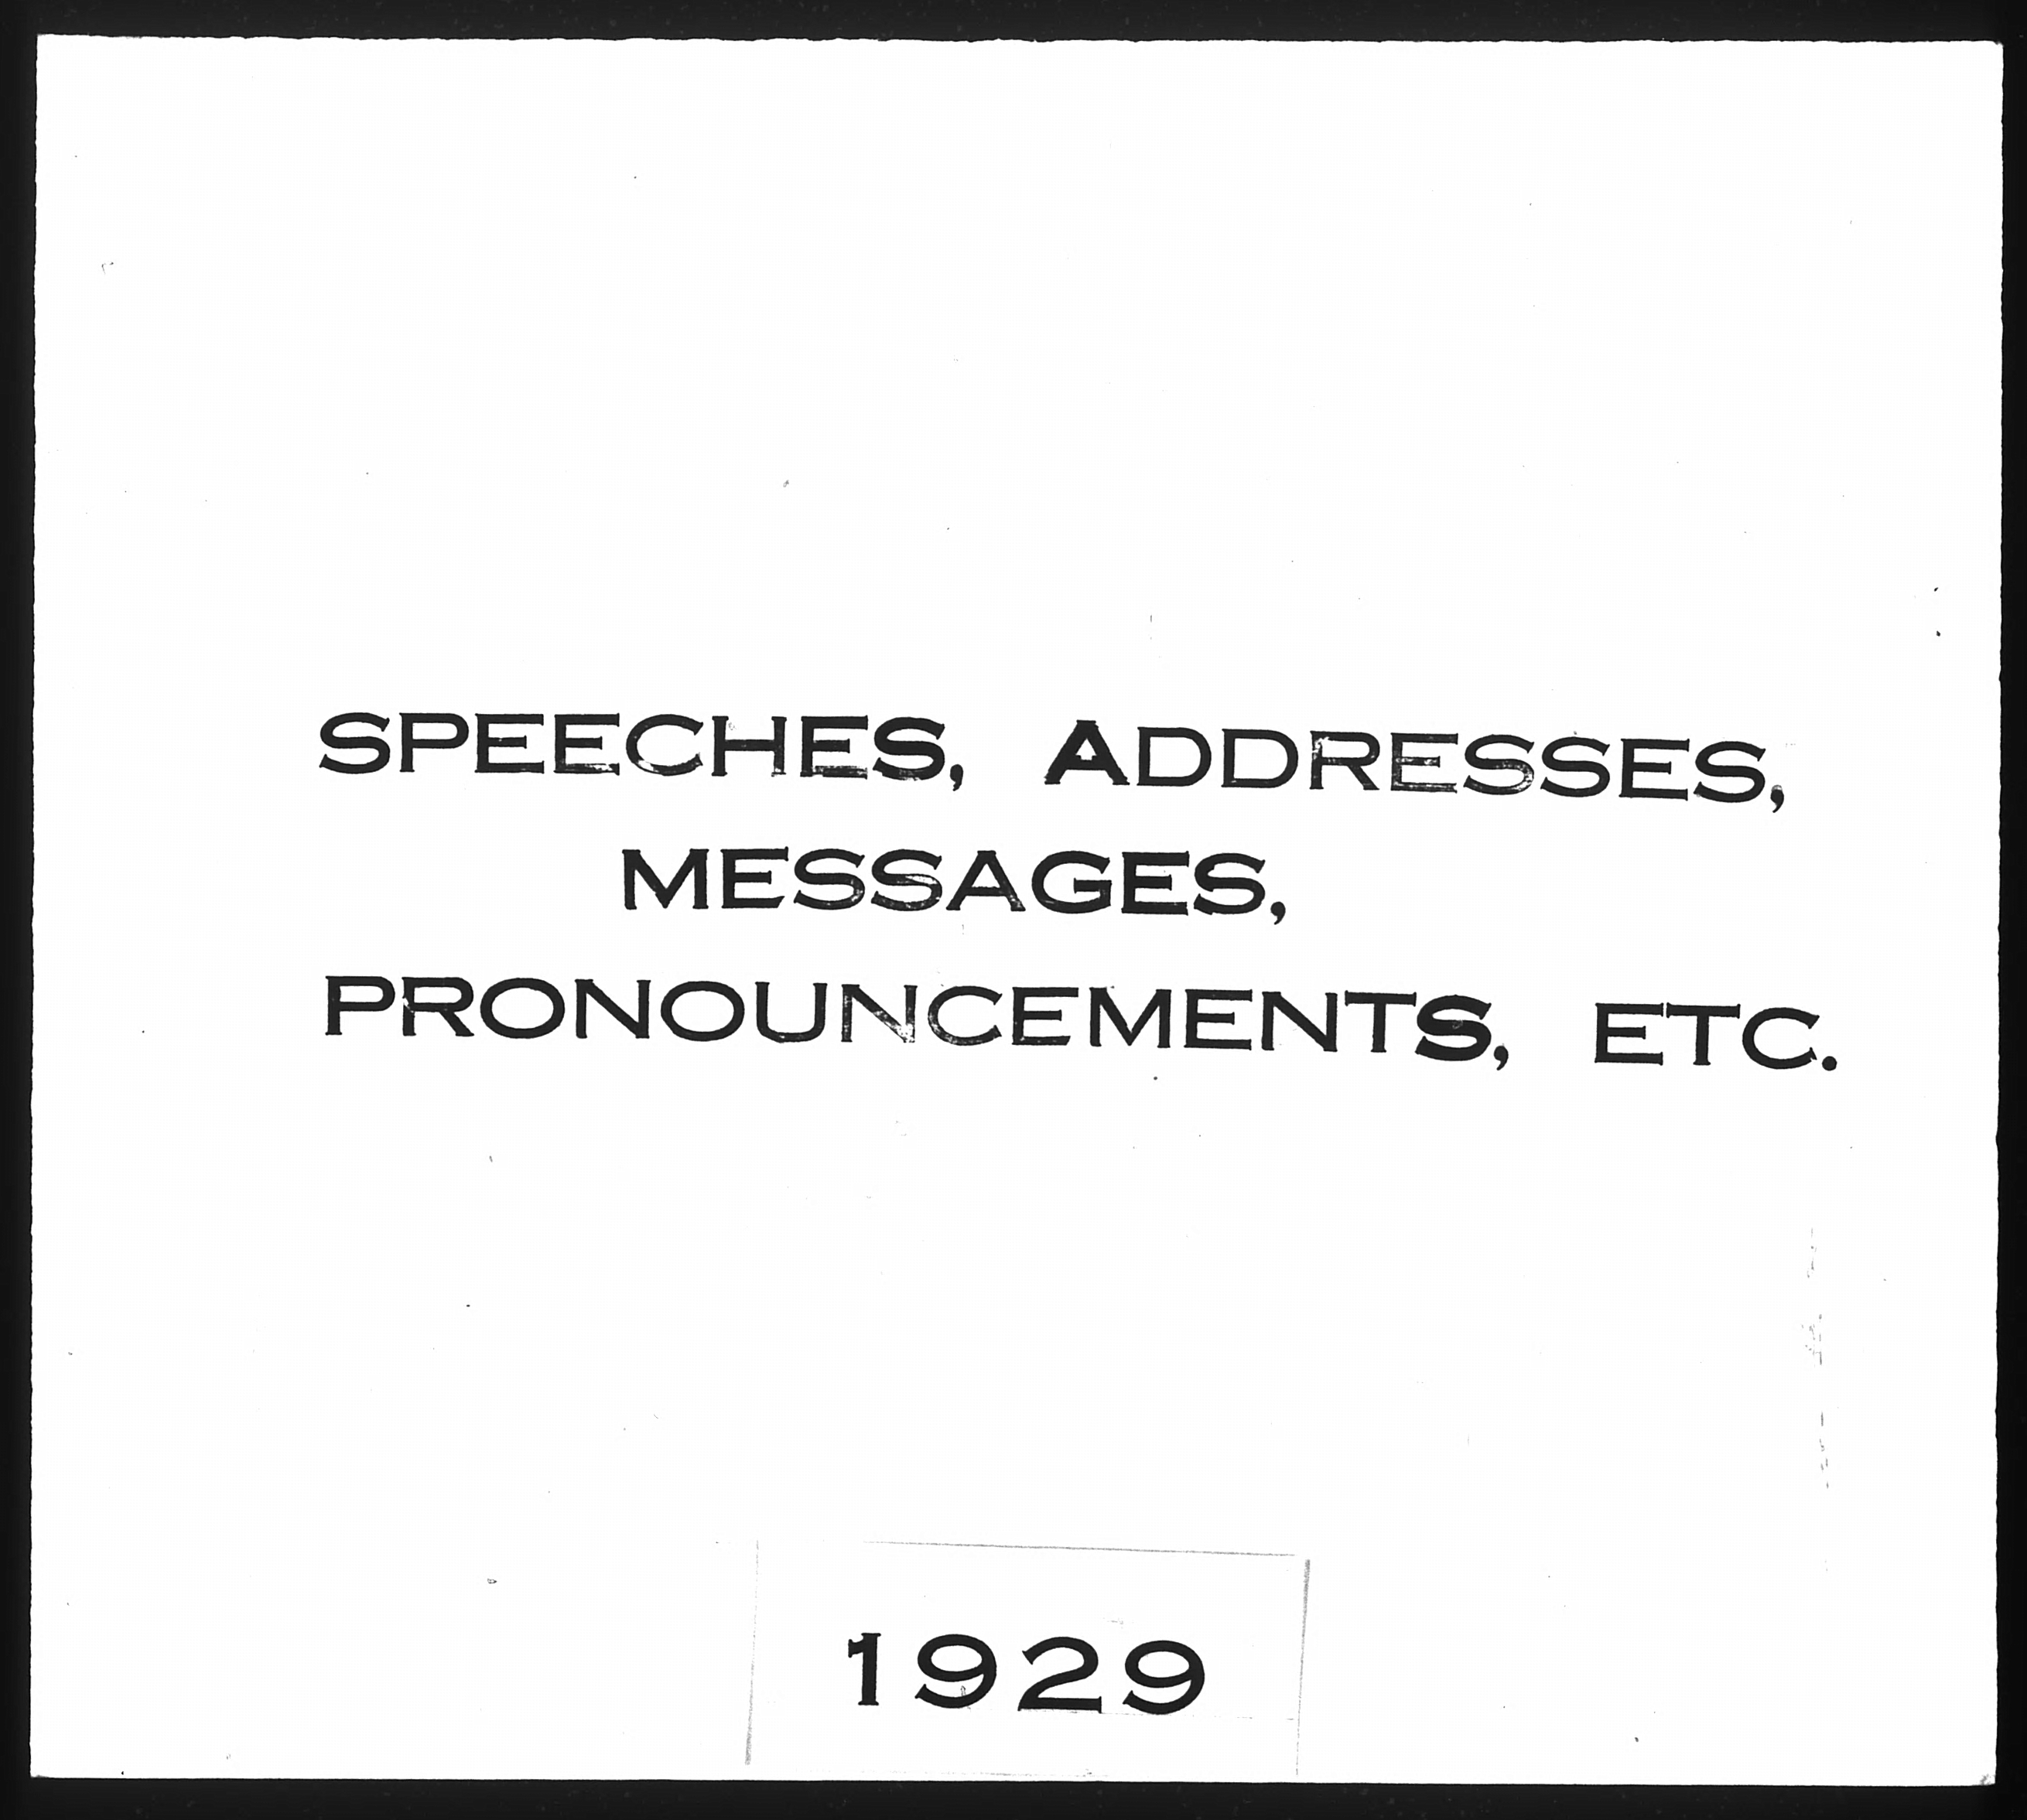 SPEECHES, ADDRESSES,
MESSAGES,
PRONOUNCEMENTS, ETC.
1929